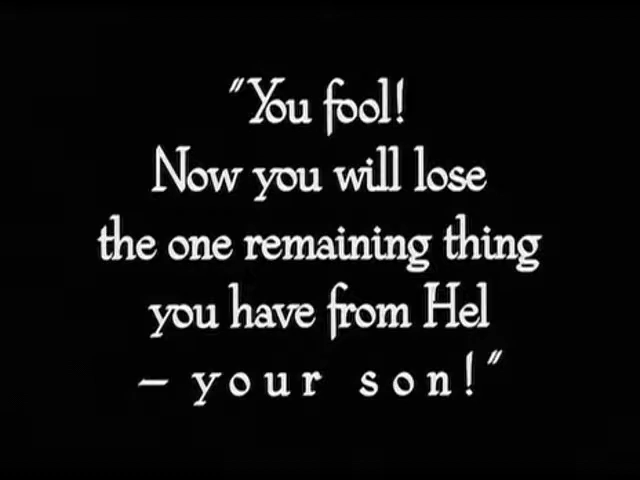 "You fool!
Now you will lose
the one remaining thing
you have from Hel
– your son!"